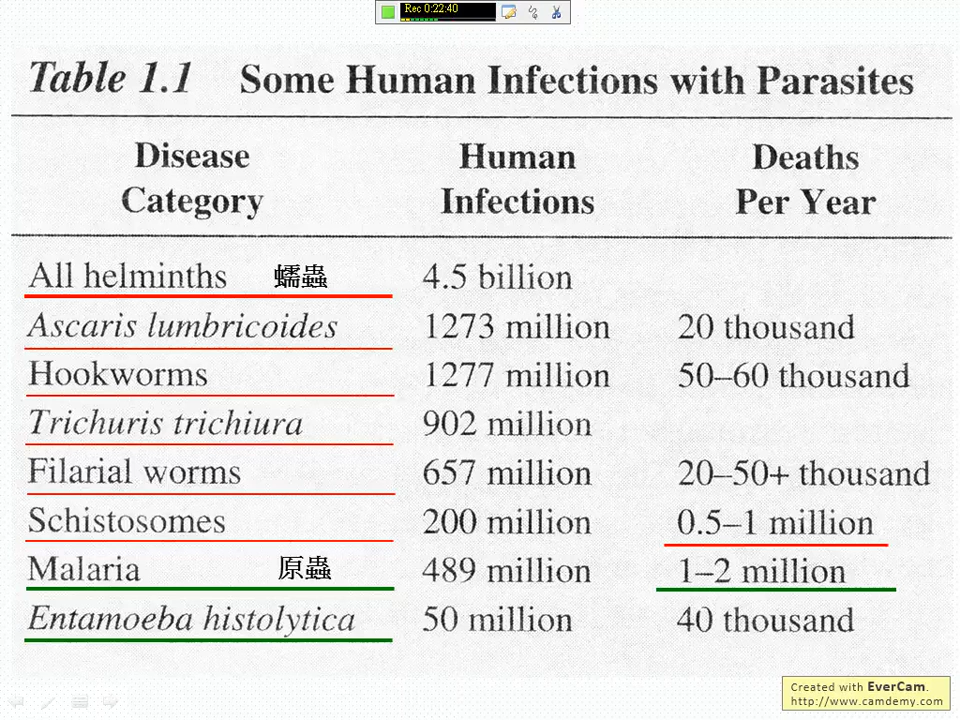 Rec 0:22:40
Table 1.1 Some Human Infections with Parasites
Disease Category Human Infections Deaths Per Year
All helminths 蠕蟲 4.5 billion
Ascaris lumbricoides 1273 million 20 thousand
Hookworms 1277 million 50–60 thousand
Trichuris trichiura 902 million
Filarial worms 657 million 20–50+ thousand
Schistosomes 200 million 0.5–1 million
Malaria 原蟲 489 million 1–2 million
Entamoeba histolytica 50 million 40 thousand
Created with EverCam.
http://www.camdemy.com